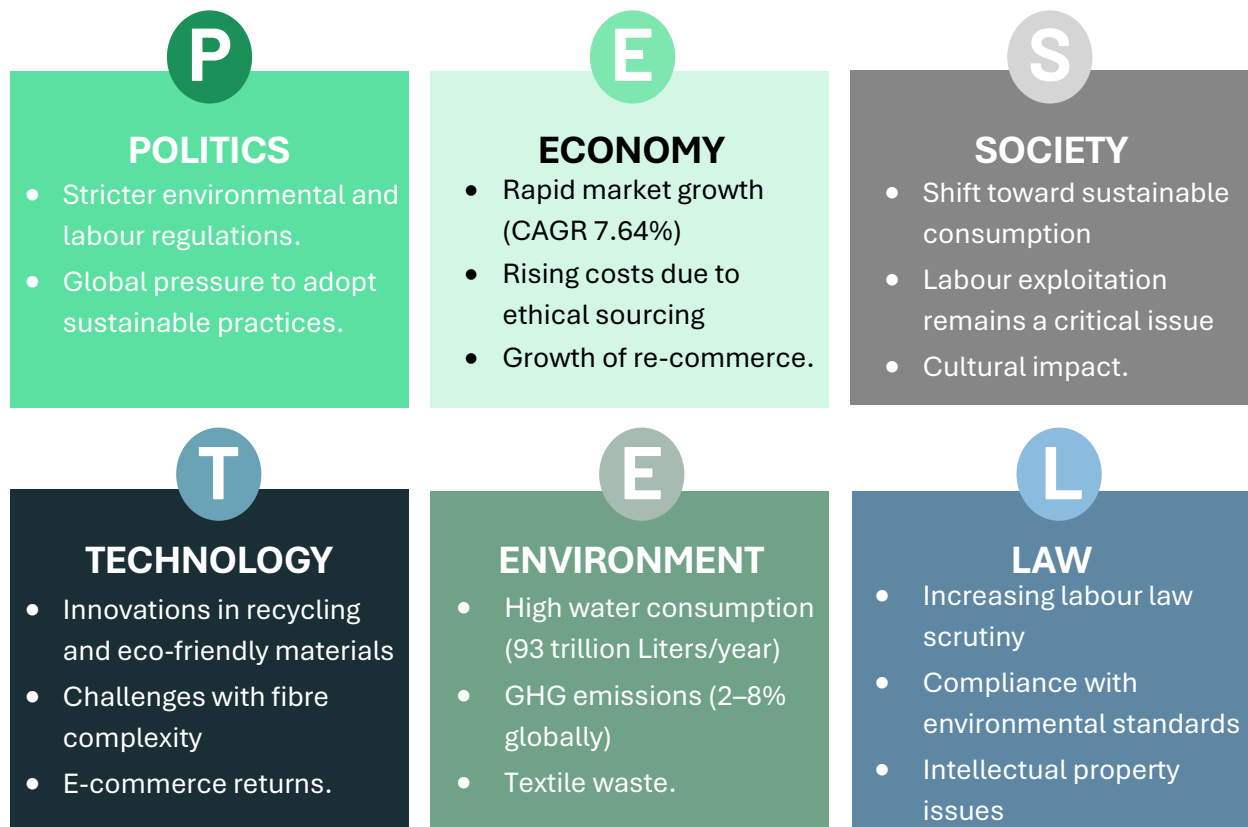 P
POLITICS
• Stricter environmental and
labour regulations.
• Global pressure to adopt
sustainable practices.
E
ECONOMY
• Rapid market growth
(CAGR 7.64%)
• Rising costs due to
ethical sourcing
• Growth of re-commerce.
S
SOCIETY
• Shift toward sustainable
consumption
• Labour exploitation
remains a critical issue
• Cultural impact.
T
TECHNOLOGY
• Innovations in recycling
and eco-friendly materials
• Challenges with fibre
complexity
• E-commerce returns.
E
ENVIRONMENT
• High water consumption
(93 trillion Liters/year)
• GHG emissions (2–8%
globally)
• Textile waste.
L
LAW
• Increasing labour law
scrutiny
• Compliance with
environmental standards
• Intellectual property
issues